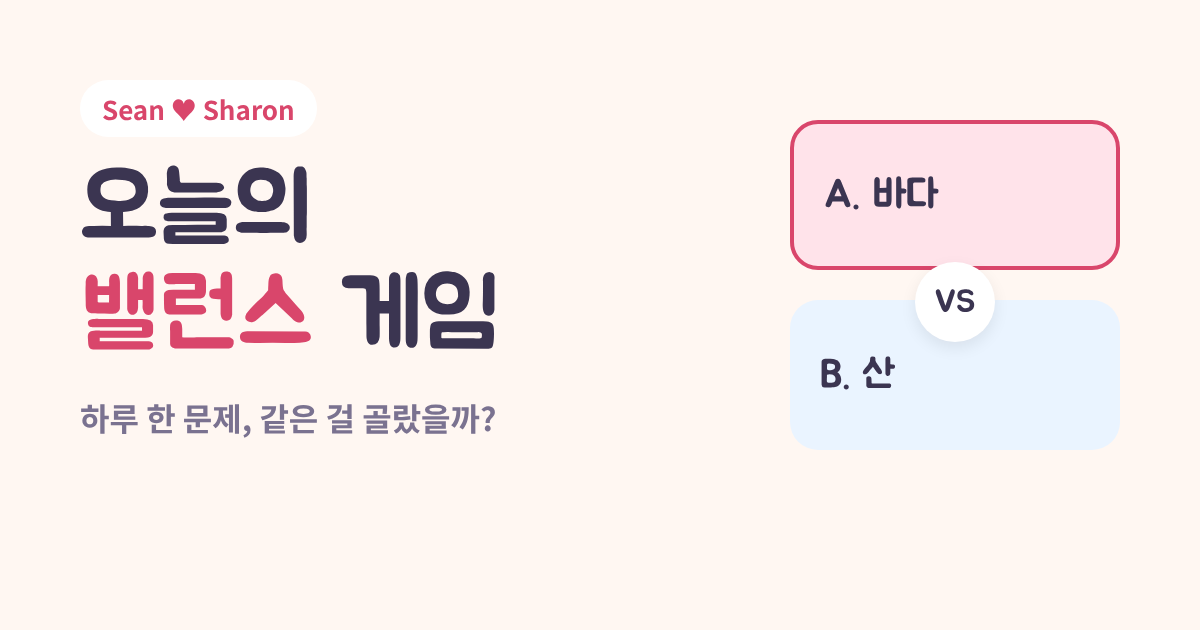 Sean ♥ Sharon
오늘의
밸런스 게임
하루 한 문제, 같은 걸 골랐을까?
A. 바다
VS
B. 산